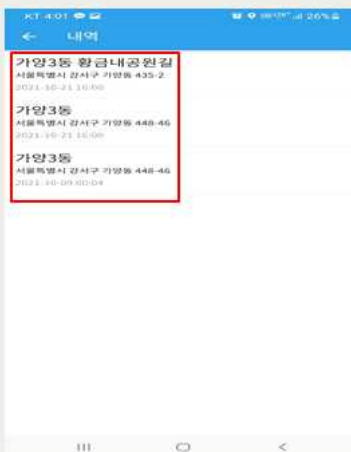 KT 4:01
26%
내역
가양3동 황금내공원길
서울특별시 강서구 가양동 435-2
2021-10-21 16:00
가양3동
서울특별시 강서구 가양동 448-46
2021-10-21 16:00
가양3동
서울특별시 강서구 가양동 448-46
2021-10-09 00:04